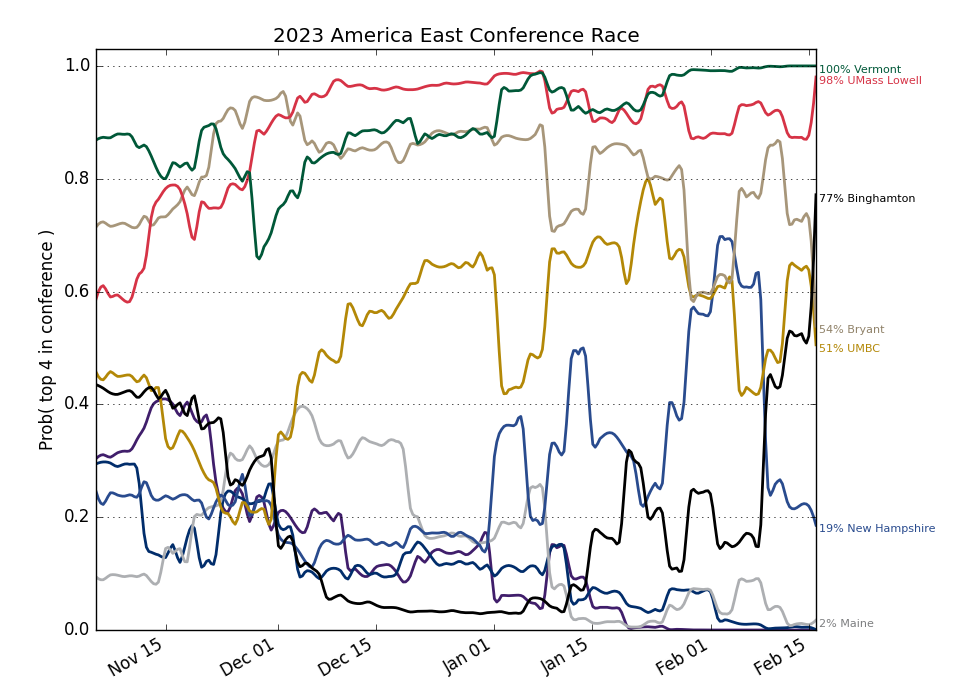 2023 America East Conference Race
Prob( top 4 in conference )
1.0
0.8
0.6
0.4
0.2
0.0
Nov 15
Dec 01
Dec 15
Jan 01
Jan 15
Feb 01
Feb 15
100% Vermont
98% UMass Lowell
77% Binghamton
54% Bryant
51% UMBC
19% New Hampshire
2% Maine